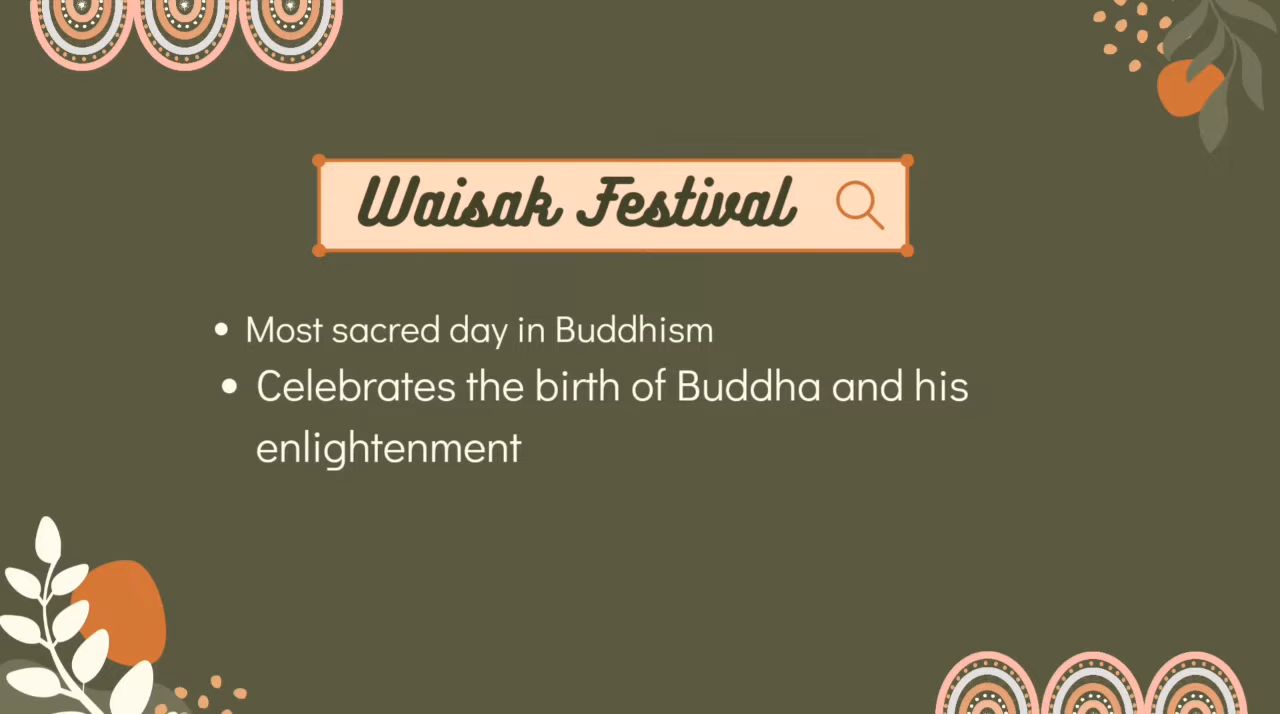 Waisak Festival
• Most sacred day in Buddhism
• Celebrates the birth of Buddha and his
enlightenment